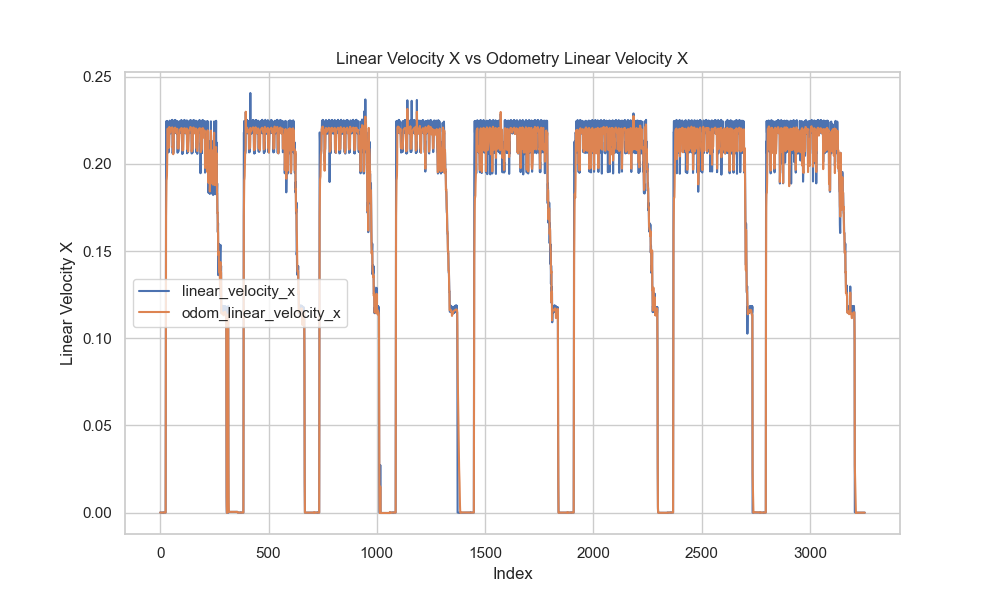 Linear Velocity X vs Odometry Linear Velocity X
0.25
0.20
0.15
0.10
0.05
0.00
Linear Velocity X
linear_velocity_x
odom_linear_velocity_x
0 500 1000 1500 2000 2500 3000
Index